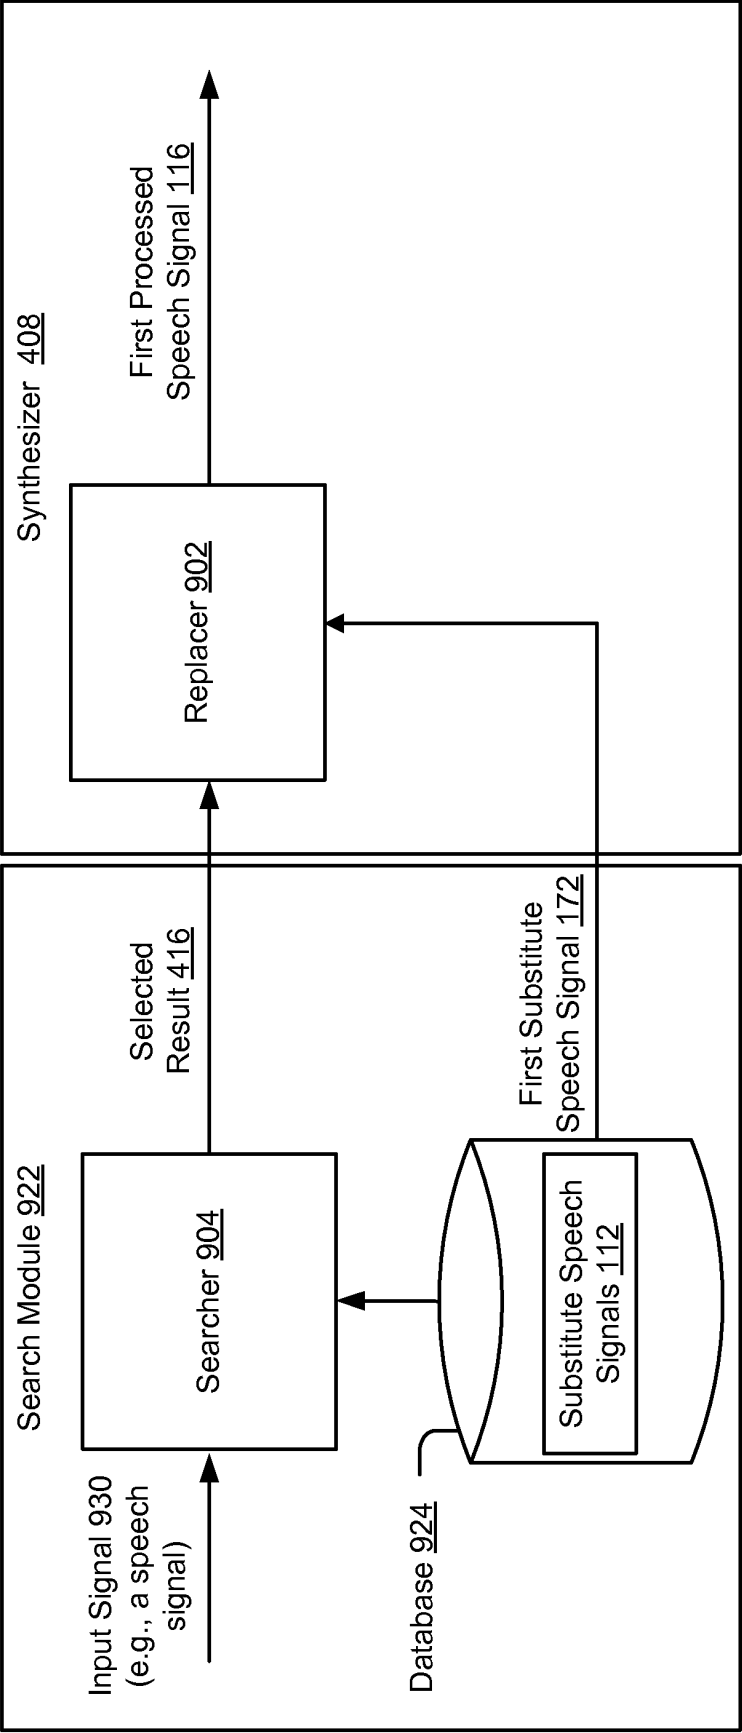 Search Module 922
Input Signal 930
(e.g., a speech
signal)
Searcher 904
Selected
Result 416
Database 924
Substitute Speech
Signals 112
First Substitute
Speech Signal 172
Synthesizer 408
Replacer 902
First Processed
Speech Signal 116